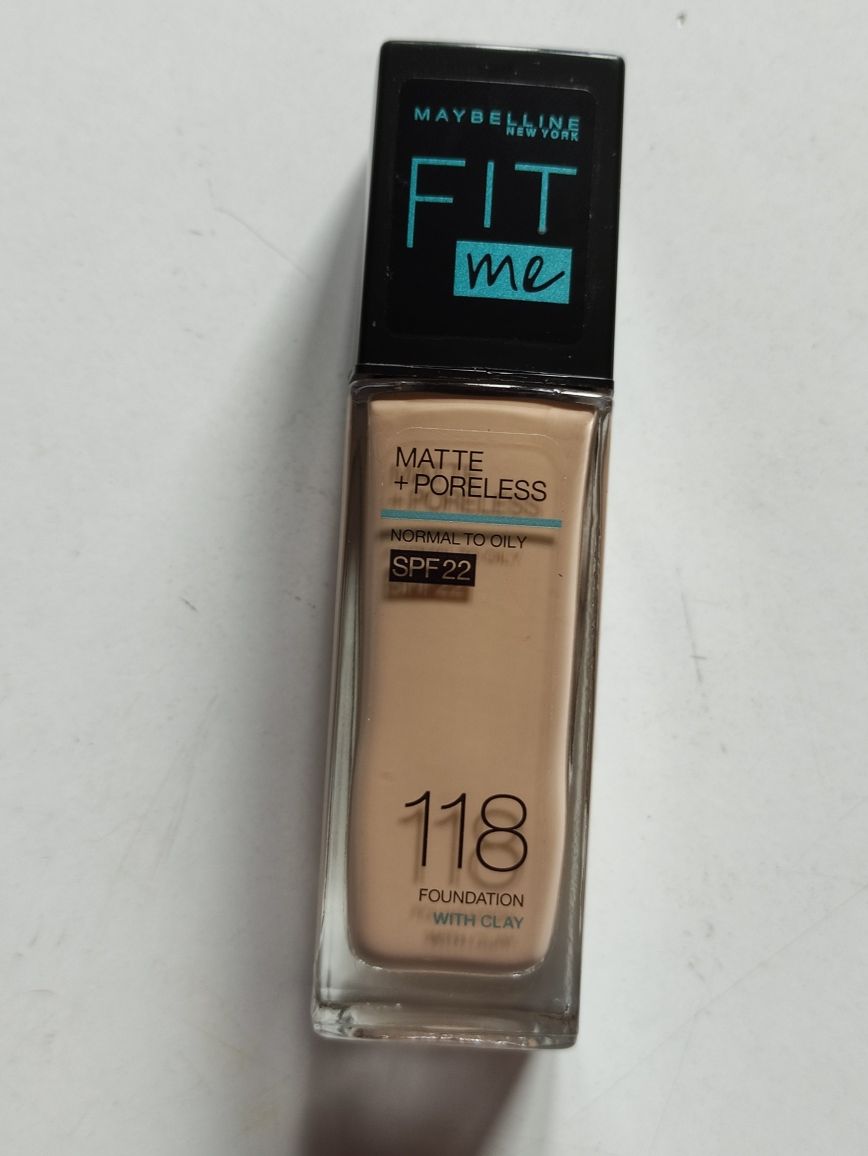 MAYBELLINE
NEW YORK
FIT
me
MATTE
+ PORELESS
NORMAL TO OILY
SPF 22
118
FOUNDATION
WITH CLAY